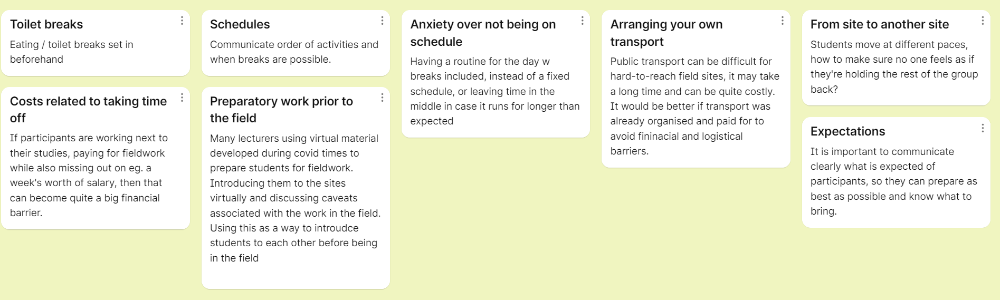 Toilet breaks
Eating / toilet breaks set in
beforehand
Costs related to taking time
off
If participants are working next to
their studies, paying for fieldwork
while also missing out on eg. a
week's worth of salary, then that
can become quite a big financial
barrier.
Schedules
Communicate order of activities and
when breaks are possible.
Preparatory work prior to
the field
Many lecturers using virtual material
developed during covid times to
prepare students for fieldwork.
Introducing them to the sites
virtually and discussing caveats
associated with the work in the field.
Using this as a way to introudce
students to each other before being
in the field
Anxiety over not being on
schedule
Having a routine for the day w
breaks included, instead of a fixed
schedule, or leaving time in the
middle in case it runs for longer than
expected
Arranging your own
transport
Public transport can be difficult for
hard-to-reach field sites, it may take
a long time and can be quite costly.
It would be better if transport was
already organised and paid for to
avoid fininacial and logistical
barriers.
From site to another site
Students move at different paces,
how to make sure no one feels as if
they're holding the rest of the group
back?
Expectations
It is important to communicate
clearly what is expected of
participants, so they can prepare as
best as possible and know what to
bring.